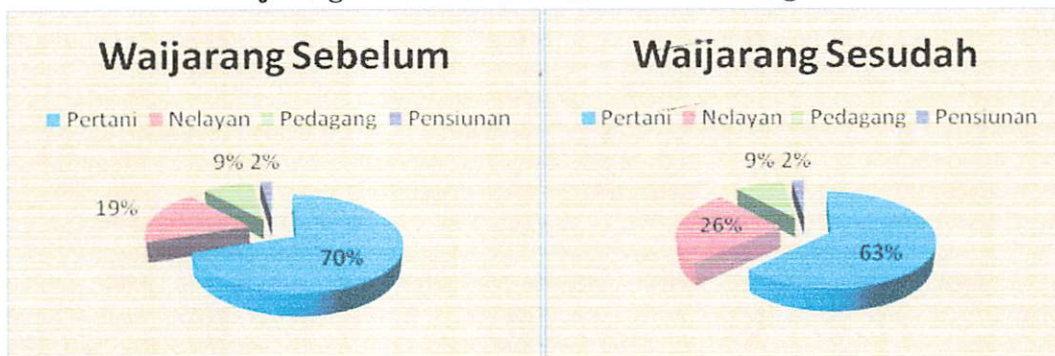 Waijarang Sebelum
Pertani Nelayan Pedagang Pensiunan
9% 2%
19%
70%
Waijarang Sesudah
Pertani Nelayan Pedagang Pensiunan
9% 2%
26%
63%